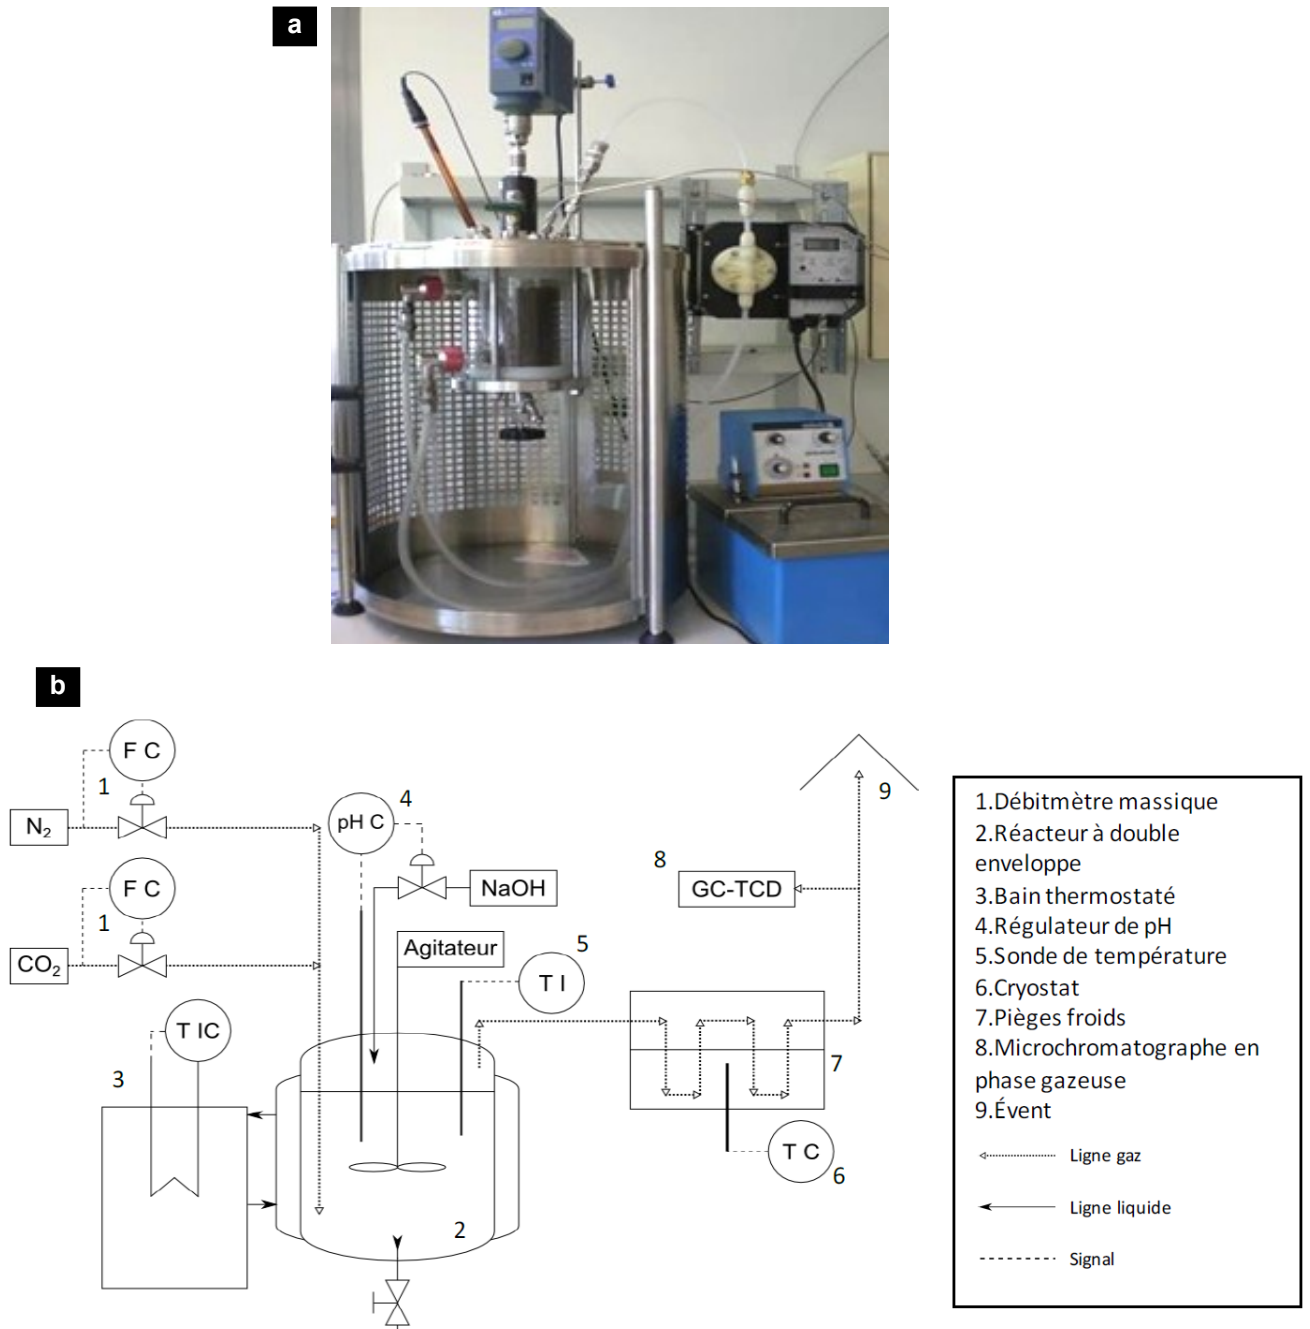 a
b
F C
1
N₂
4
pH C
9
F C
8
NaOH
GC-TCD
1
CO₂
Agitateur
5
T I
T IC
3
7
T C
6
2
1.Débitmètre massique
2.Réacteur à double
enveloppe
3.Bain thermostaté
4.Régulateur de pH
5.Sonde de température
6.Cryostat
7.Pièges froids
8.Microchromatographe en
phase gazeuse
9.Évent
Ligne gaz
Ligne liquide
Signal